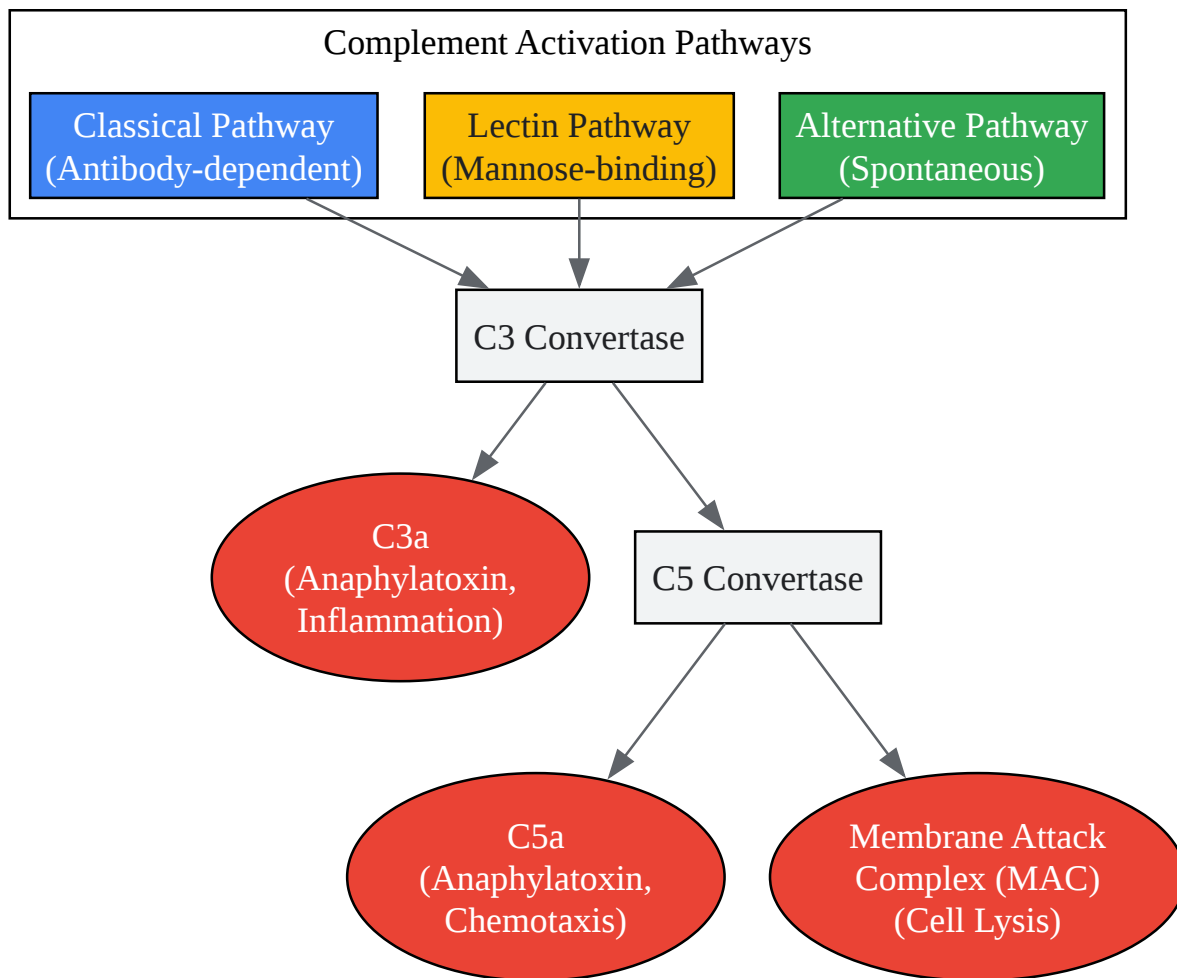 Complement Activation Pathways
Classical Pathway
(Antibody-dependent)
Lectin Pathway
(Mannose-binding)
Alternative Pathway
(Spontaneous)
C3 Convertase
C3a
(Anaphylatoxin,
Inflammation)
C5 Convertase
C5a
(Anaphylatoxin,
Chemotaxis)
Membrane Attack
Complex (MAC)
(Cell Lysis)